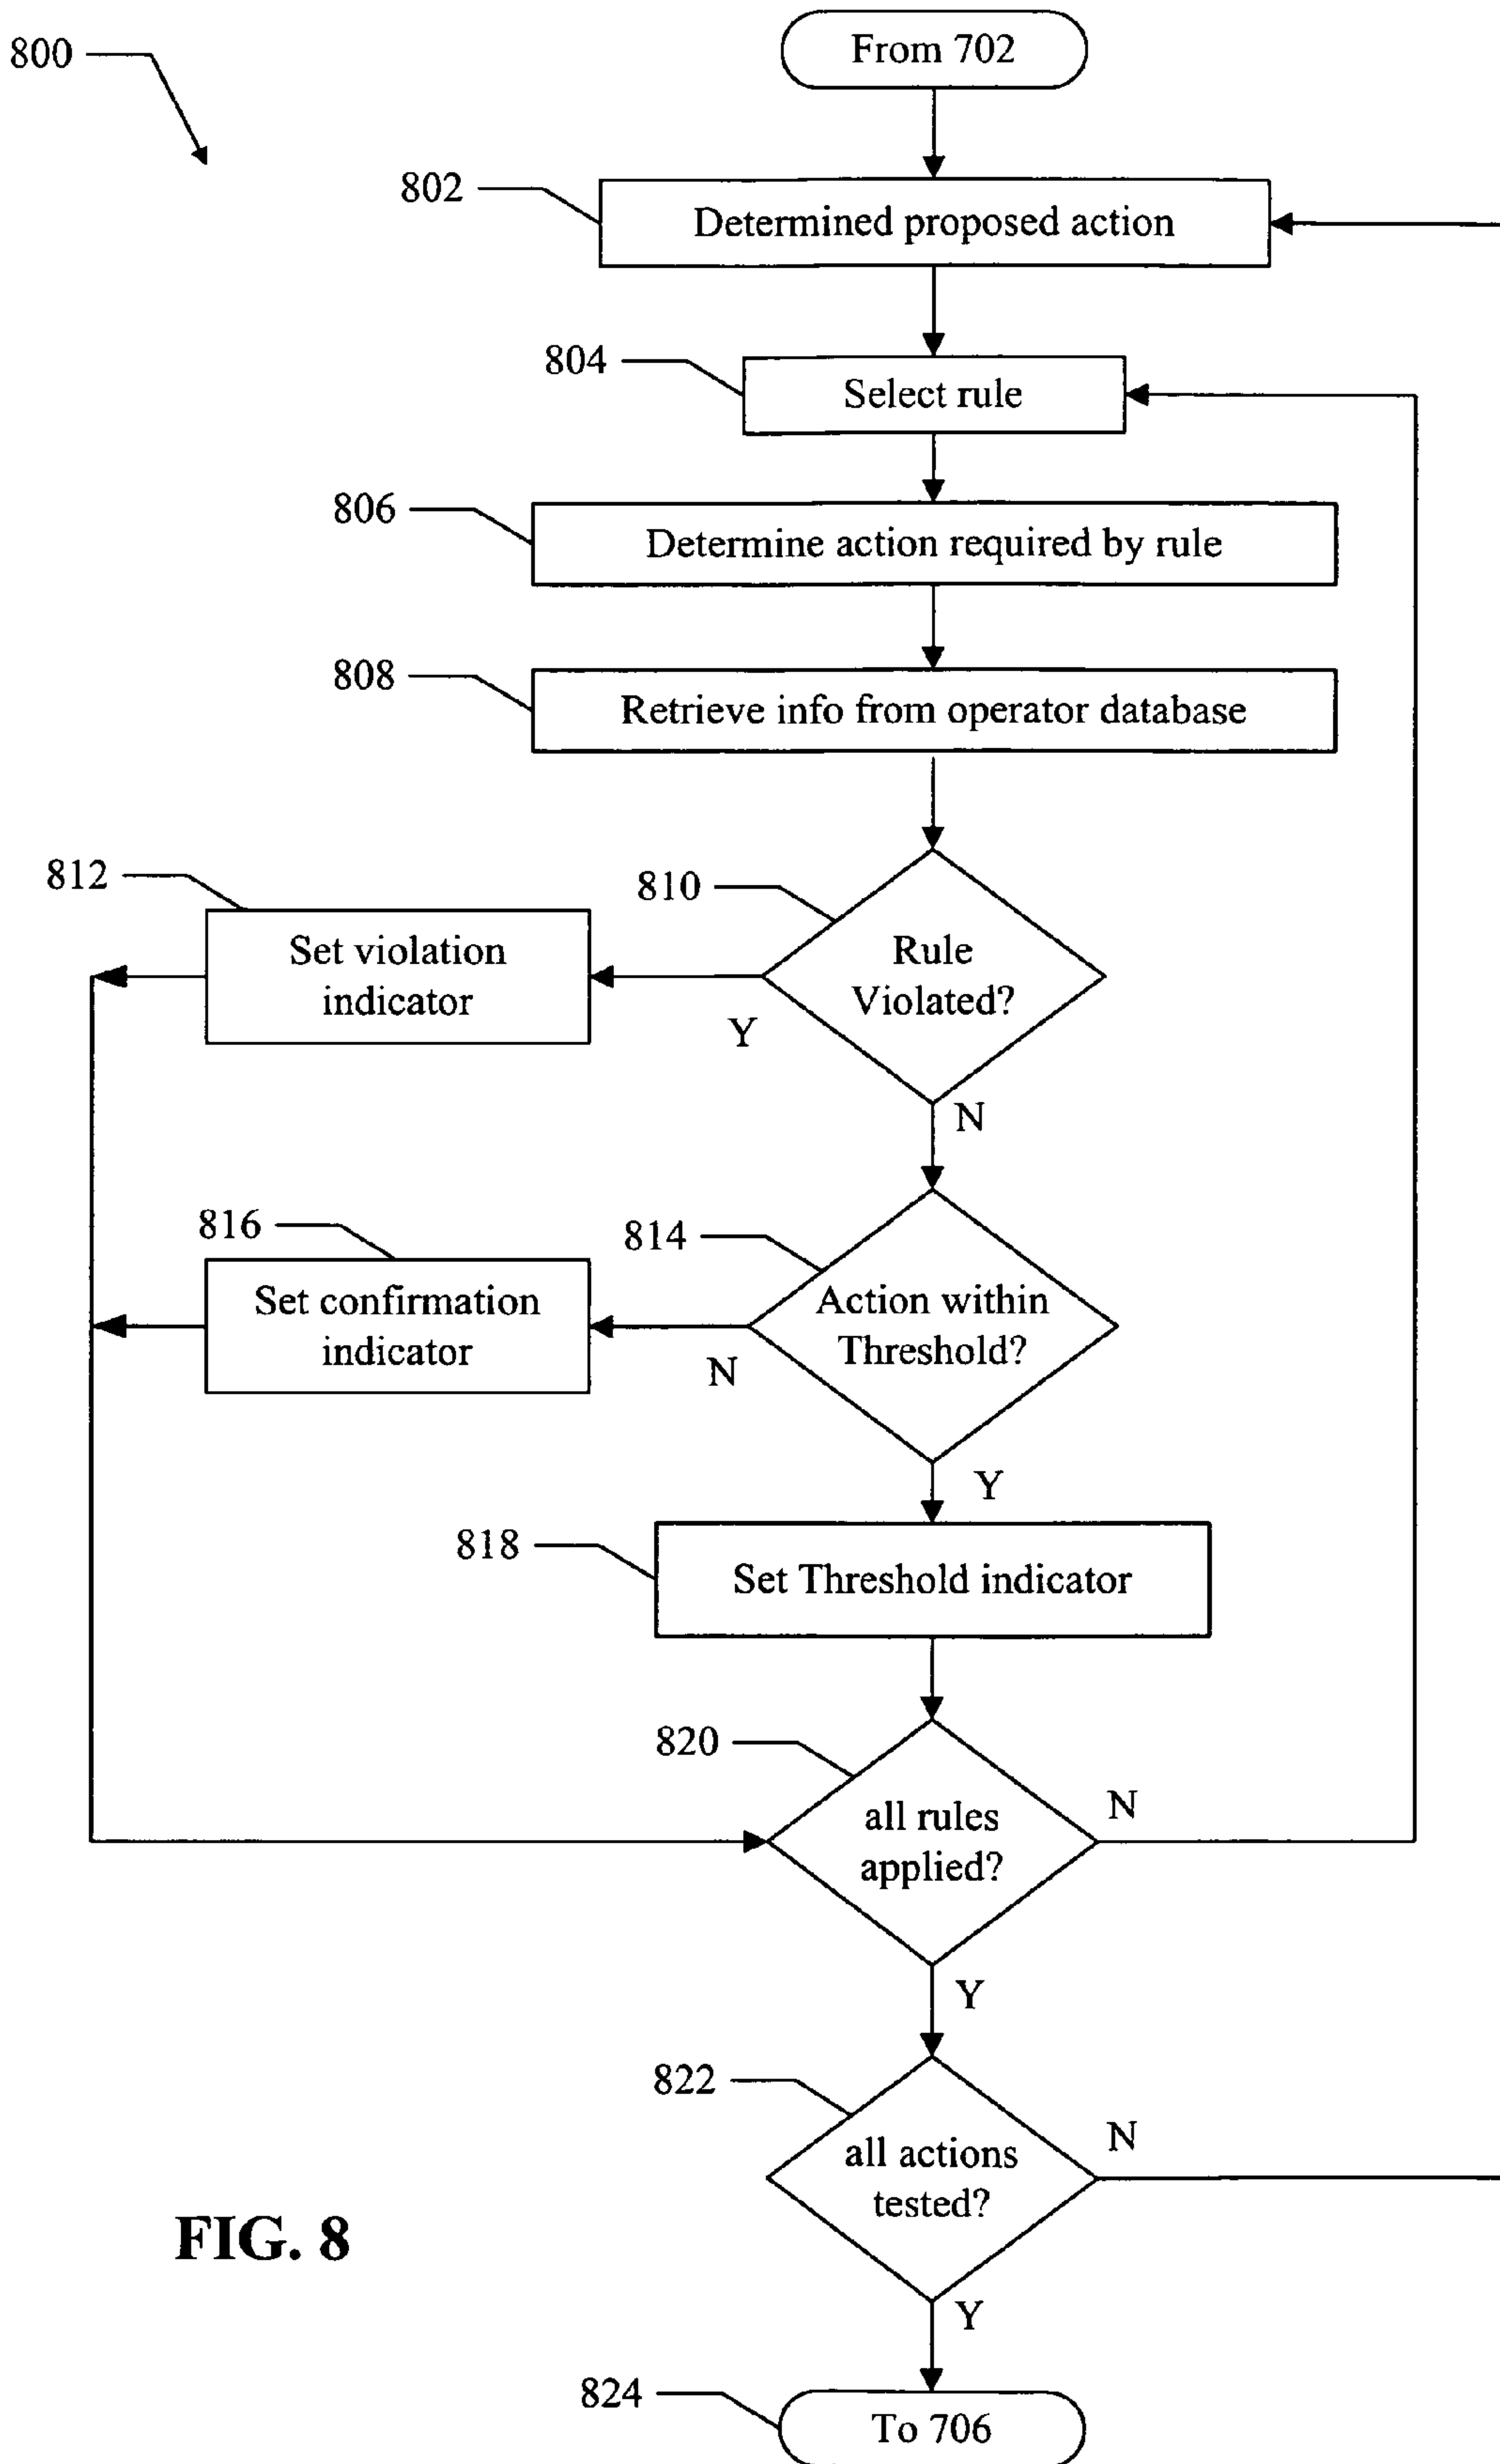 800
From 702
802
Determined proposed action
804
Select rule
806
Determine action required by rule
808
Retrieve info from operator database
812
Set violation
indicator
810
Rule
Violated?
Y
N
816
Set confirmation
indicator
814
Action within
Threshold?
N
Y
818
Set Threshold indicator
820
all rules
applied?
N
Y
822
all actions
tested?
N
Y
FIG. 8
824
To 706